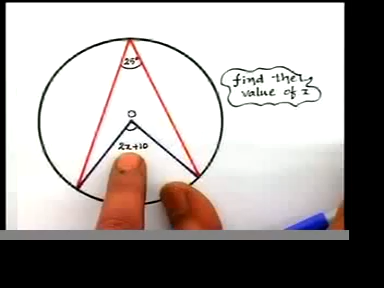 25°
find the
value of x
O
2x+10